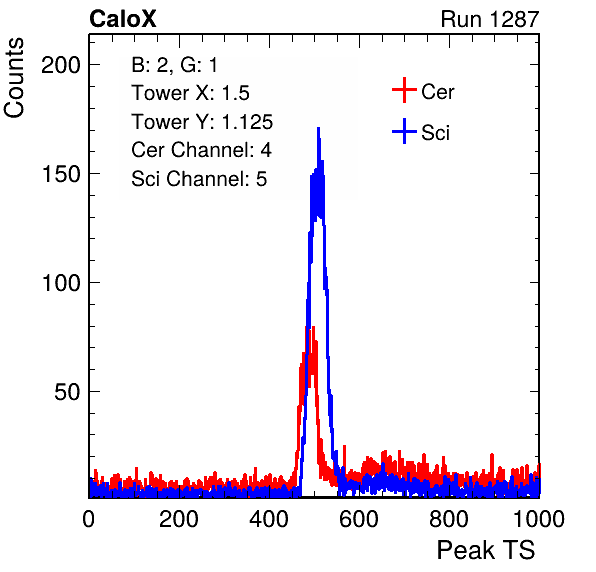 CaloX Run 1287
Counts
200
150
100
50
B: 2, G: 1
Tower X: 1.5
Tower Y: 1.125
Cer Channel: 4
Sci Channel: 5
Cer
Sci
0 200 400 600 800 1000
Peak TS